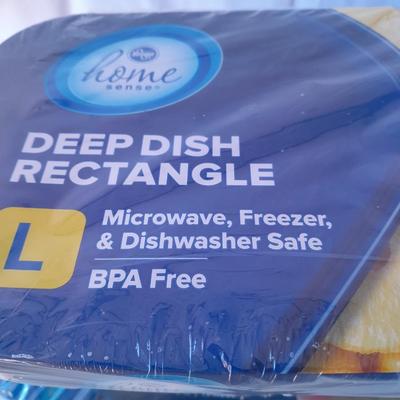 Kroger
home
sense®
DEEP DISH
RECTANGLE
L
Microwave, Freezer,
& Dishwasher Safe
BPA Free